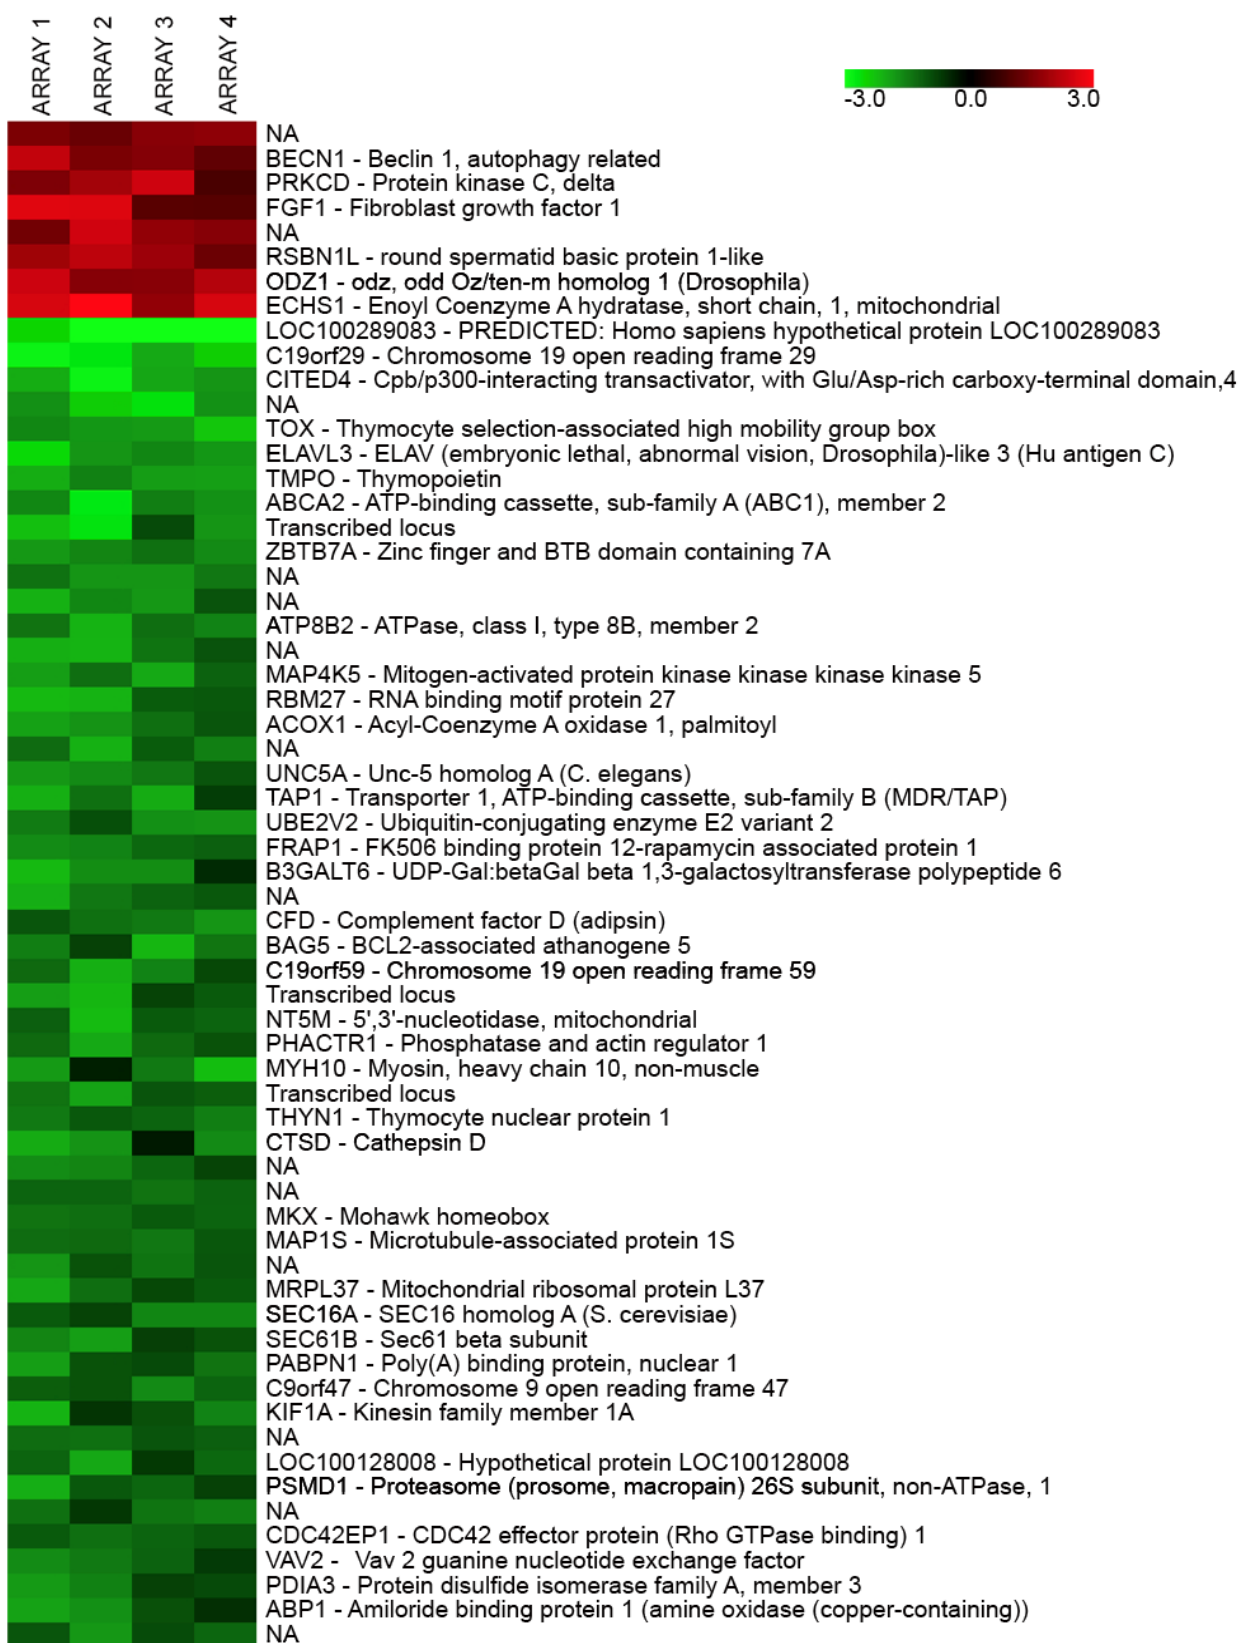 ARRAY 1
ARRAY 2
ARRAY 3
ARRAY 4
-3.0 0.0 3.0
NA
BECN1 - Beclin 1, autophagy related
PRKCD - Protein kinase C, delta
FGF1 - Fibroblast growth factor 1
NA
RSBN1L - round spermatid basic protein 1-like
ODZ1 - odz, odd Oz/ten-m homolog 1 (Drosophila)
ECHS1 - Enoyl Coenzyme A hydratase, short chain, 1, mitochondrial
LOC100289083 - PREDICTED: Homo sapiens hypothetical protein LOC100289083
C19orf29 - Chromosome 19 open reading frame 29
CITED4 - Cpb/p300-interacting transactivator, with Glu/Asp-rich carboxy-terminal domain,4
NA
TOX - Thymocyte selection-associated high mobility group box
ELAVL3 - ELAV (embryonic lethal, abnormal vision, Drosophila)-like 3 (Hu antigen C)
TMPO - Thymopoietin
ABCA2 - ATP-binding cassette, sub-family A (ABC1), member 2
Transcribed locus
ZBTB7A - Zinc finger and BTB domain containing 7A
NA
NA
ATP8B2 - ATPase, class I, type 8B, member 2
NA
MAP4K5 - Mitogen-activated protein kinase kinase kinase kinase 5
RBM27 - RNA binding motif protein 27
ACOX1 - Acyl-Coenzyme A oxidase 1, palmitoyl
NA
UNC5A - Unc-5 homolog A (C. elegans)
TAP1 - Transporter 1, ATP-binding cassette, sub-family B (MDR/TAP)
UBE2V2 - Ubiquitin-conjugating enzyme E2 variant 2
FRAP1 - FK506 binding protein 12-rapamycin associated protein 1
B3GALT6 - UDP-Gal:betaGal beta 1,3-galactosyltransferase polypeptide 6
NA
CFD - Complement factor D (adipsin)
BAG5 - BCL2-associated athanogene 5
C19orf59 - Chromosome 19 open reading frame 59
Transcribed locus
NT5M - 5',3'-nucleotidase, mitochondrial
PHACTR1 - Phosphatase and actin regulator 1
MYH10 - Myosin, heavy chain 10, non-muscle
Transcribed locus
THYN1 - Thymocyte nuclear protein 1
CTSD - Cathepsin D
NA
NA
MKX - Mohawk homeobox
MAP1S - Microtubule-associated protein 1S
NA
MRPL37 - Mitochondrial ribosomal protein L37
SEC16A - SEC16 homolog A (S. cerevisiae)
SEC61B - Sec61 beta subunit
PABPN1 - Poly(A) binding protein, nuclear 1
C9orf47 - Chromosome 9 open reading frame 47
KIF1A - Kinesin family member 1A
NA
LOC100128008 - Hypothetical protein LOC100128008
PSMD1 - Proteasome (prosome, macropain) 26S subunit, non-ATPase, 1
NA
CDC42EP1 - CDC42 effector protein (Rho GTPase binding) 1
VAV2 - Vav 2 guanine nucleotide exchange factor
PDIA3 - Protein disulfide isomerase family A, member 3
ABP1 - Amiloride binding protein 1 (amine oxidase (copper-containing))
NA